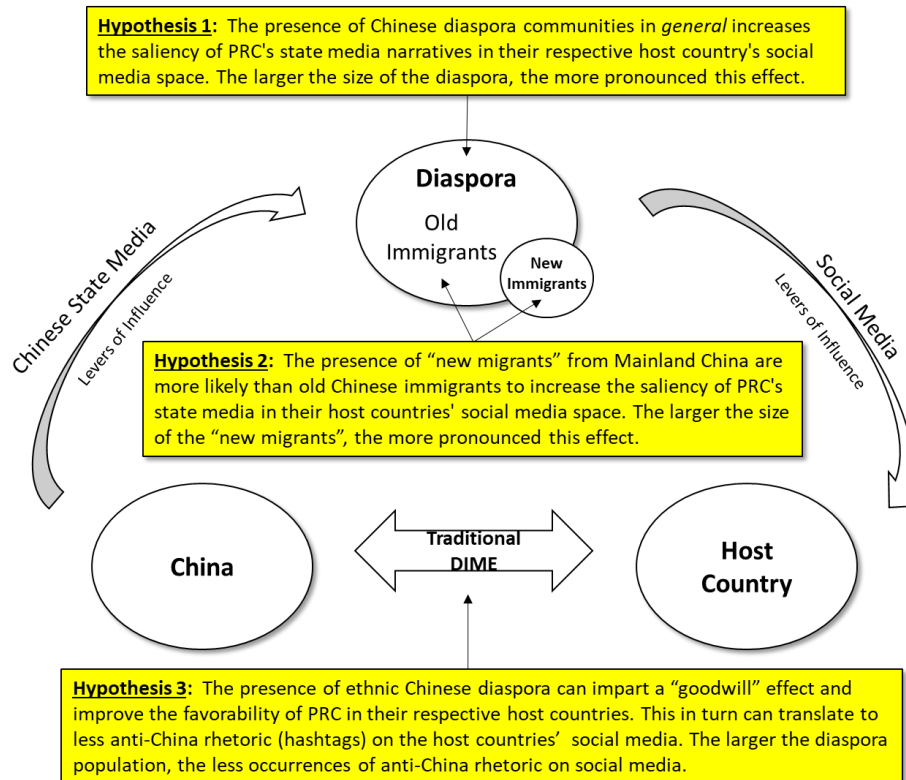 Hypothesis 1: The presence of Chinese diaspora communities in general increases
the saliency of PRC's state media narratives in their respective host country's social
media space. The larger the size of the diaspora, the more pronounced this effect.
Diaspora
Old
Immigrants
New
Immigrants
Chinese State Media
Levers of Influence
Social Media
Levers of Influence
Hypothesis 2: The presence of “new migrants” from Mainland China are
more likely than old Chinese immigrants to increase the saliency of PRC's
state media in their host countries' social media space. The larger the size
of the “new migrants”, the more pronounced this effect.
China
Traditional
DIME
Host
Country
Hypothesis 3: The presence of ethnic Chinese diaspora can impart a “goodwill” effect and
improve the favorability of PRC in their respective host countries. This in turn can translate to
less anti-China rhetoric (hashtags) on the host countries’ social media. The larger the diaspora
population, the less occurrences of anti-China rhetoric on social media.